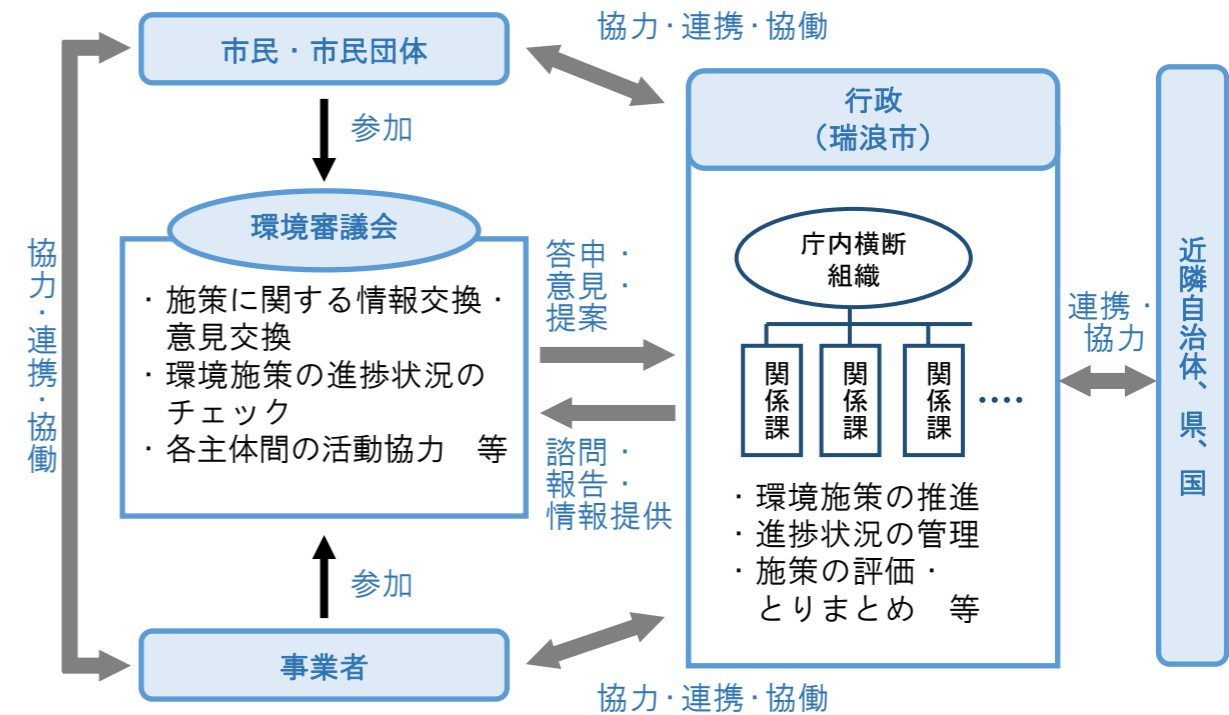 市民・市民団体
協力・連携・協働
行政
（瑞浪市）
参加
環境審議会
・施策に関する情報交換・
意見交換
・環境施策の進捗状況の
チェック
・各主体間の活動協力　等
協力・連携・協働
答申・
意見・
提案
諮問・
報告・
情報提供
庁内横断
組織
関係課
関係課
関係課
・・・・
・環境施策の推進
・進捗状況の管理
・施策の評価・
とりまとめ　等
連携・
協力
近隣自治体、県、国
参加
事業者
協力・連携・協働